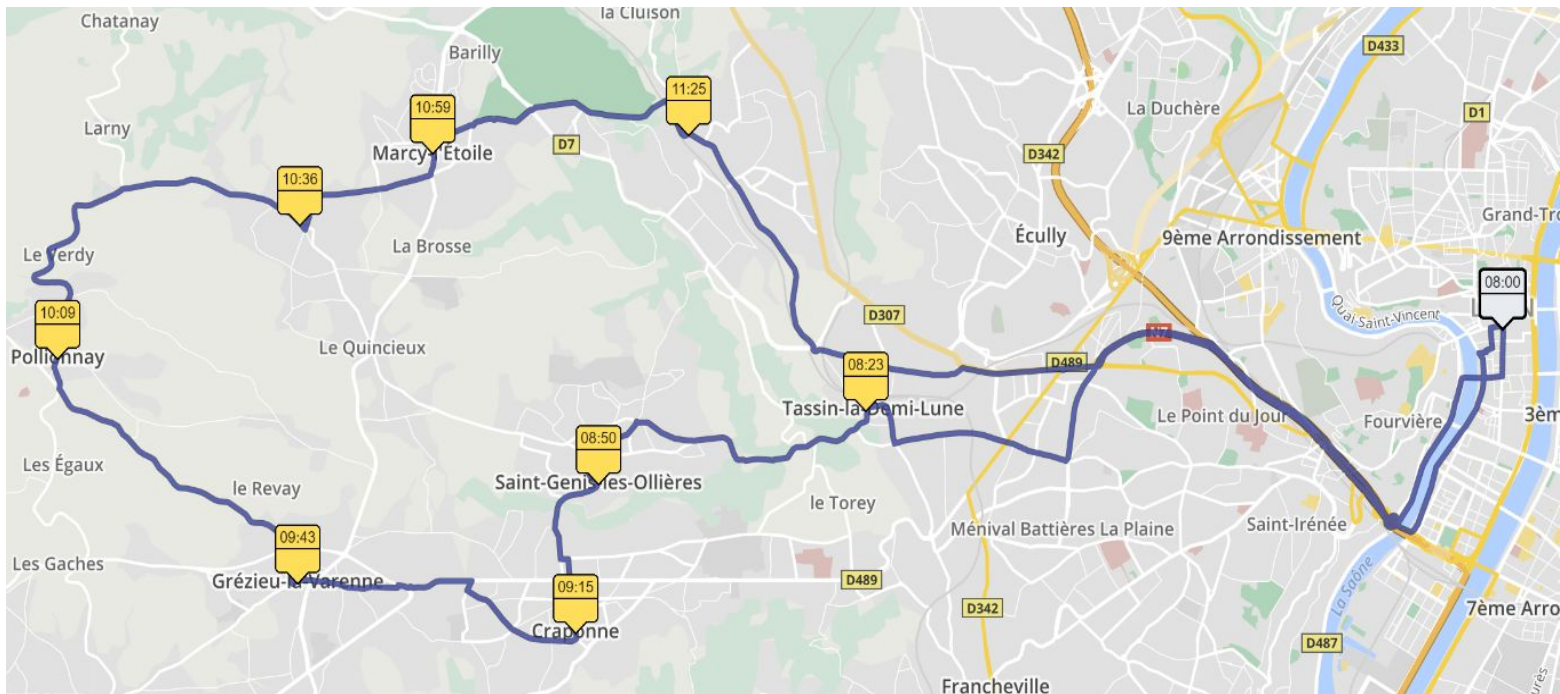 Chatanay
la Cluison
D433
Barilly
11:25
10:59
La Duchère
D1
Larny
D7
Marcy-l'Étoile
D342
10:36
Grand-Tro
Le Verdy
La Brosse
Écully
9ème Arrondissement
08:00
10:09
D307
Quai Saint-Vincent
Pollionnay
Le Quincieux
08:23
D489
Tassin-la-Demi-Lune
Le Point du Jour
Fourvière
3èm
08:50
Les Égaux
Saint-Genis-les-Ollières
le Revay
le Torey
Ménival Battières La Plaine
Saint-Irénée
09:43
Les Gaches
Grézieu-la-Varenne
D489
09:15
La Saône
D342
7ème Arro
Craponne
D487
Francheville